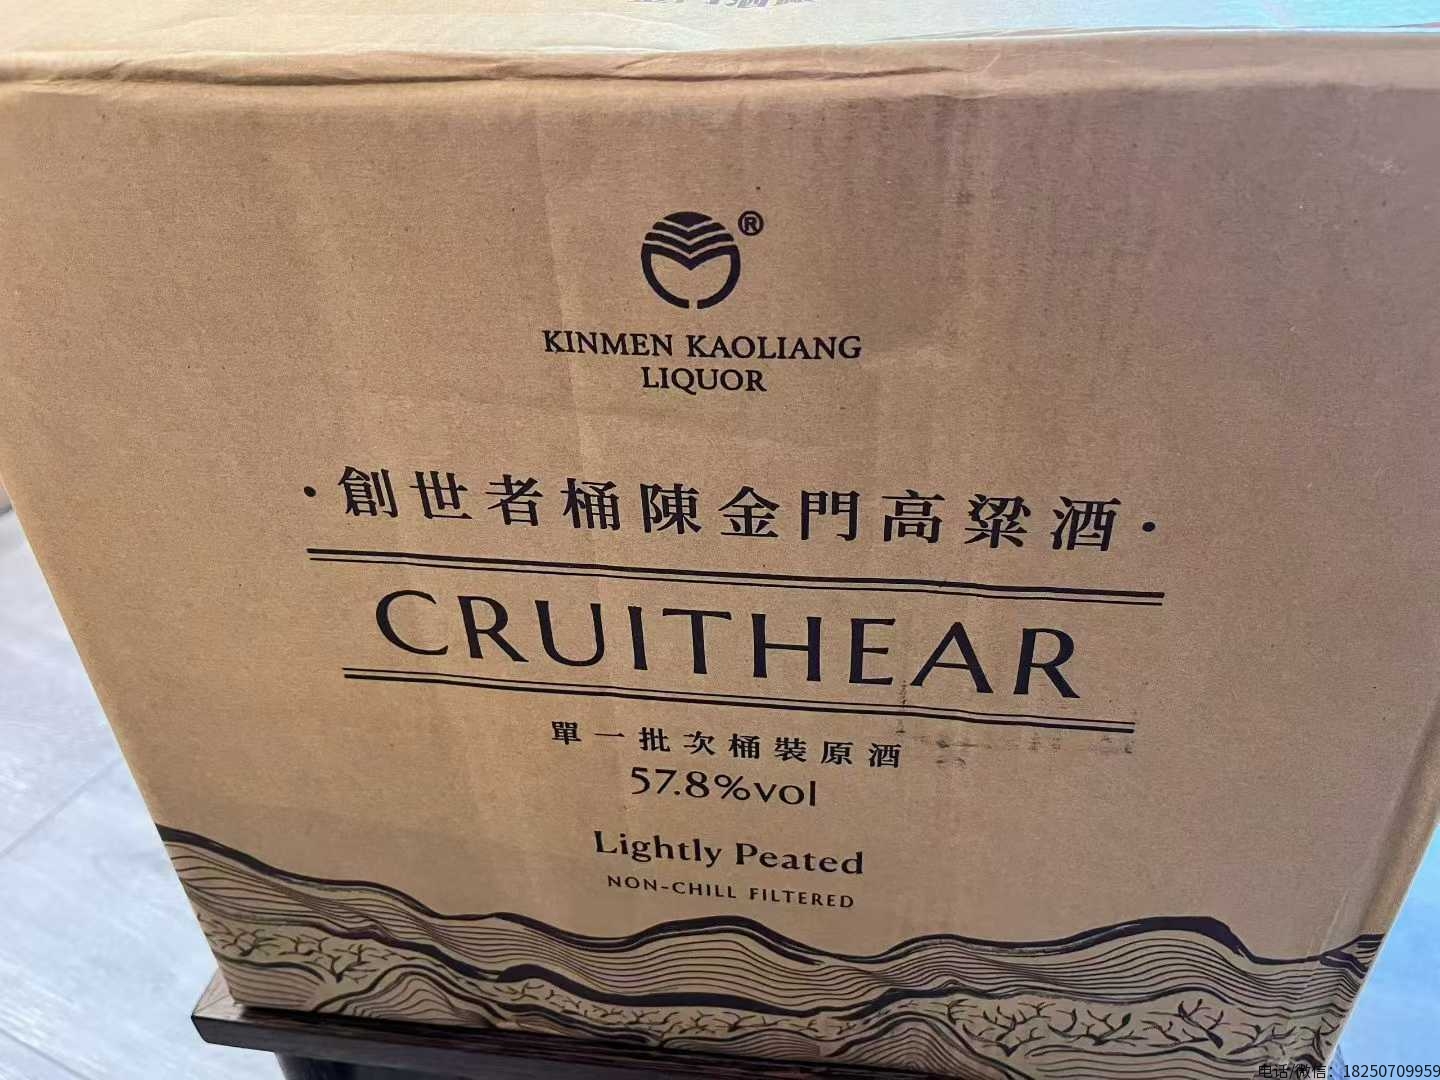 ®
KINMEN KAOLIANG
LIQUOR
·創世者桶陳金門高粱酒·
CRUITHEAR
單一批次桶裝原酒
57.8%vol
Lightly Peated
NON-CHILL FILTERED
电话/微信: 18250709959